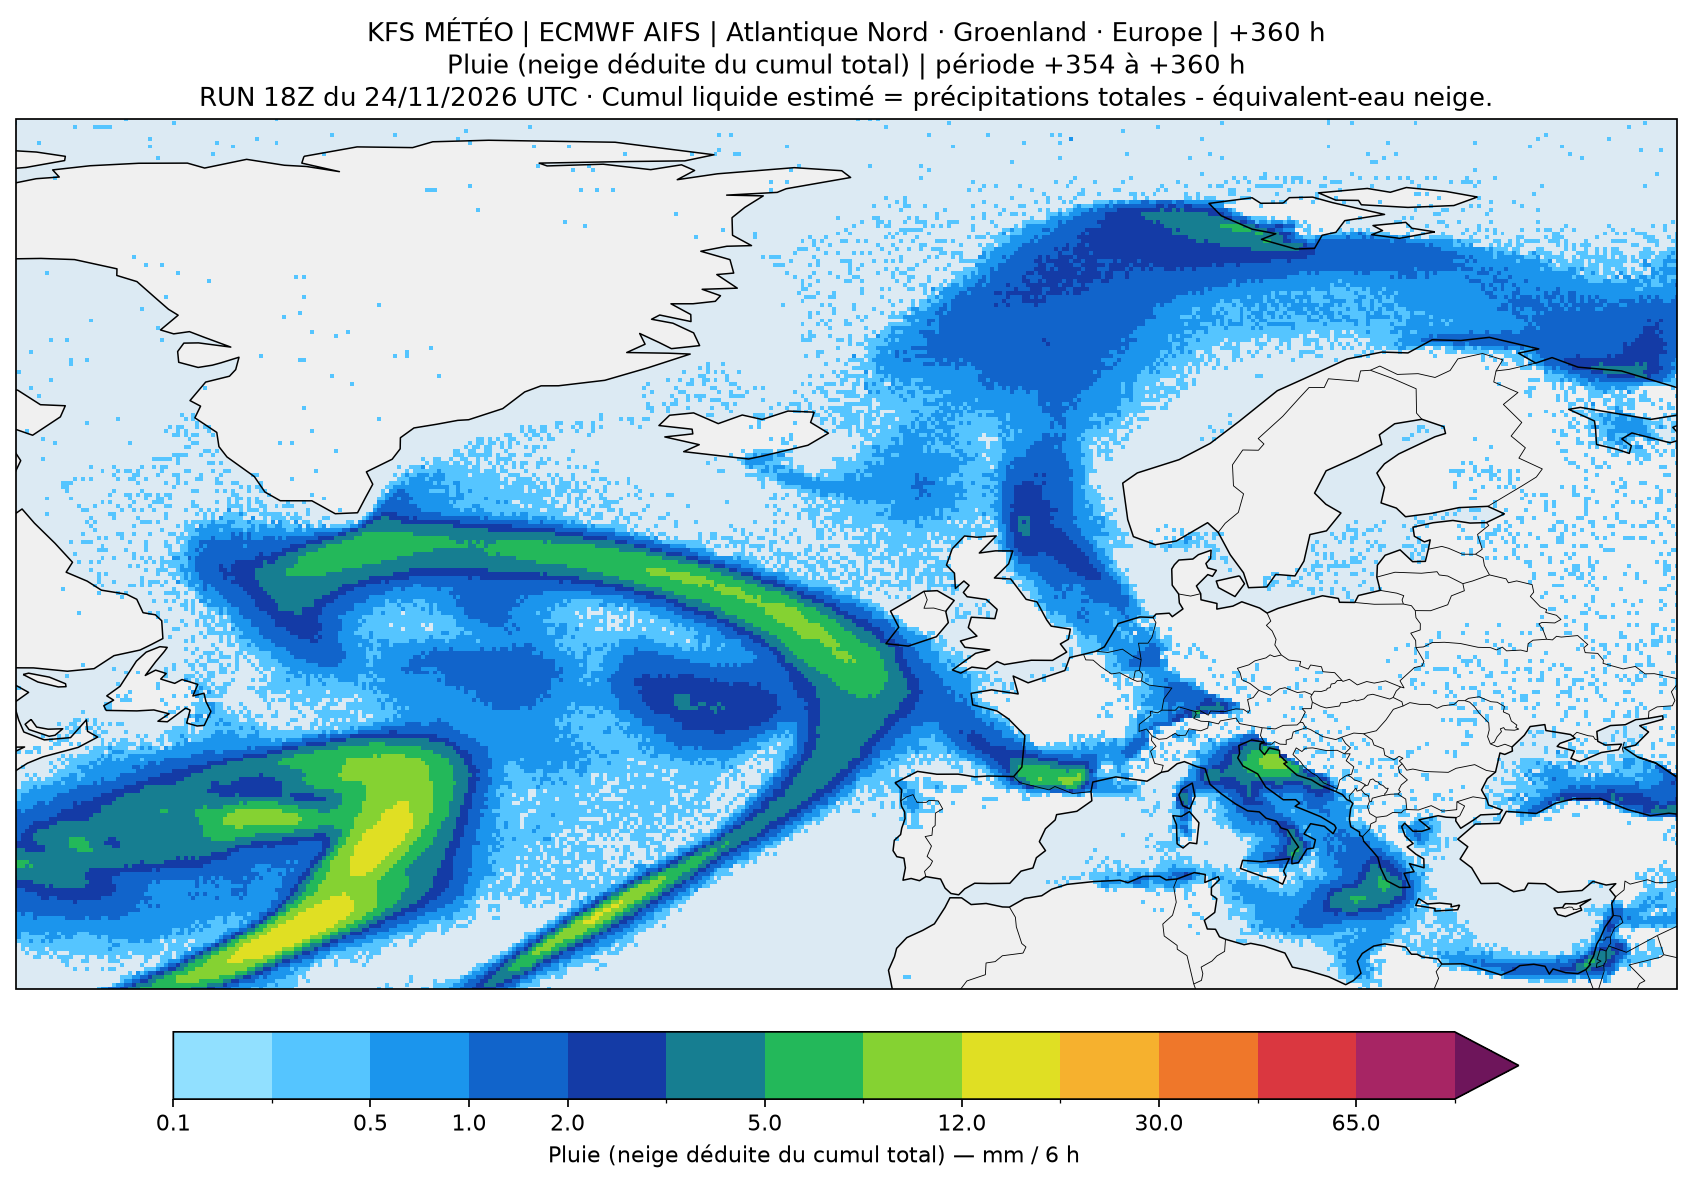 KFS MÉTÉO | ECMWF AIFS | Atlantique Nord · Groenland · Europe | +360 h
Pluie (neige déduite du cumul total) | période +354 à +360 h
RUN 18Z du 24/11/2026 UTC · Cumul liquide estimé = précipitations totales - équivalent-eau neige.
0.1 0.5 1.0 2.0 5.0 12.0 30.0 65.0
Pluie (neige déduite du cumul total) — mm / 6 h